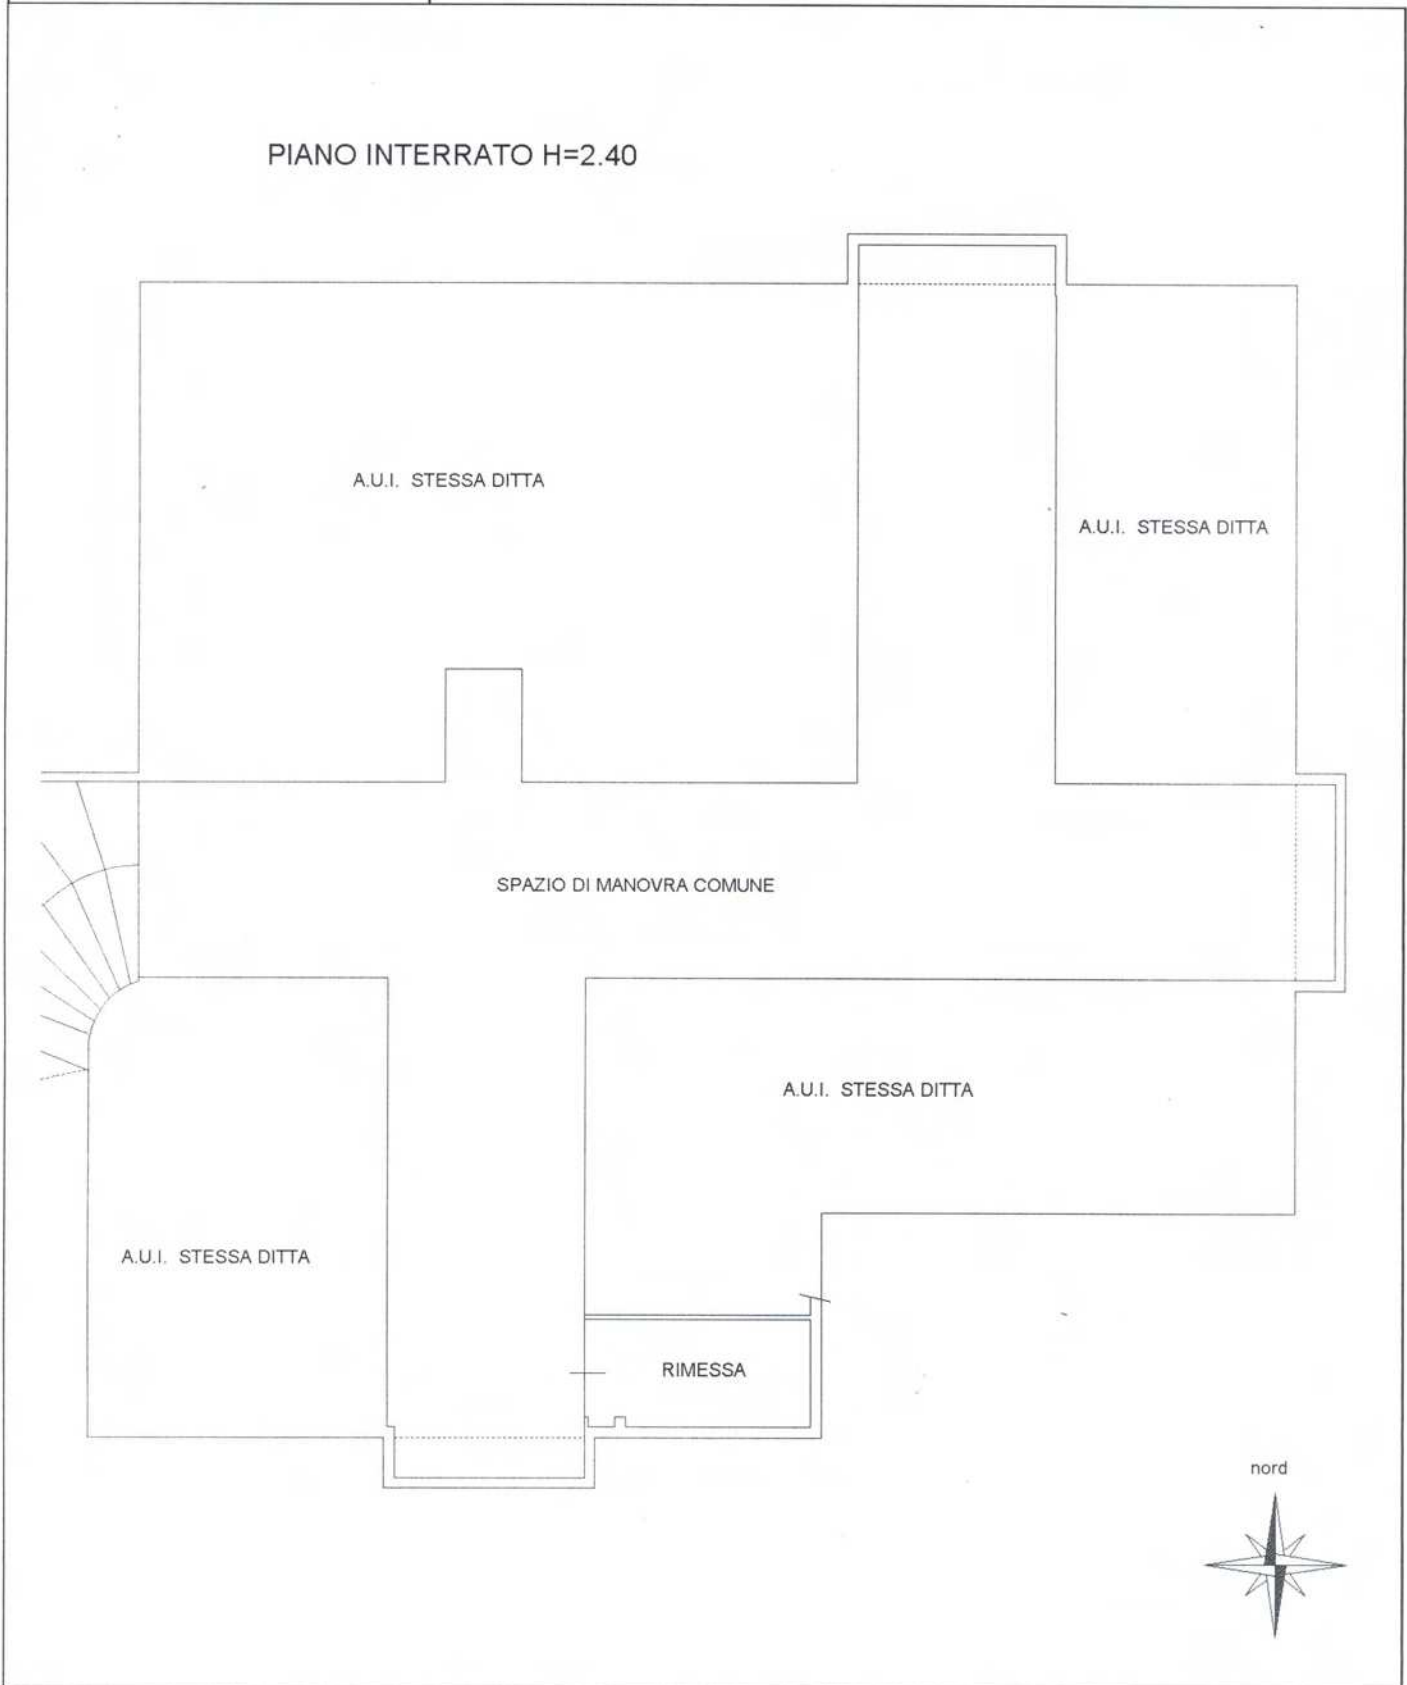 PIANO INTERRATO H=2.40
A.U.I. STESSA DITTA
A.U.I. STESSA DITTA
SPAZIO DI MANOVRA COMUNE
A.U.I. STESSA DITTA
A.U.I. STESSA DITTA
RIMESSA
nord